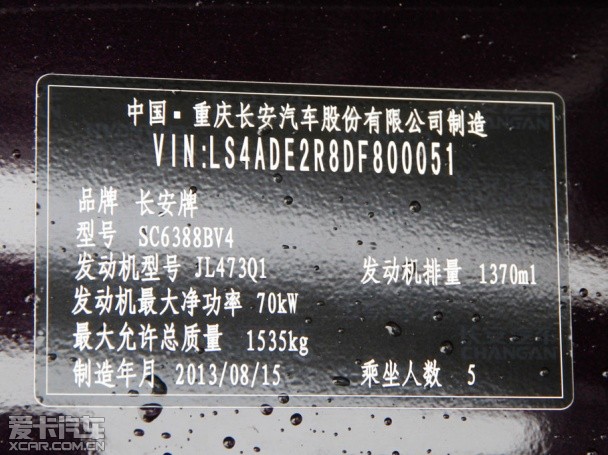 中国▪重庆长安汽车股份有限公司制造
VIN:LS4ADE2R8DF800051
品牌 长安牌
型号 SC6388BV4
发动机型号 JL473Q1 发动机排量 1370ml
发动机最大净功率 70kW
最大允许总质量 1535kg
制造年月 2013/08/15 乘坐人数 5
CHANGAN
爱卡汽车
XCAR.COM.CN